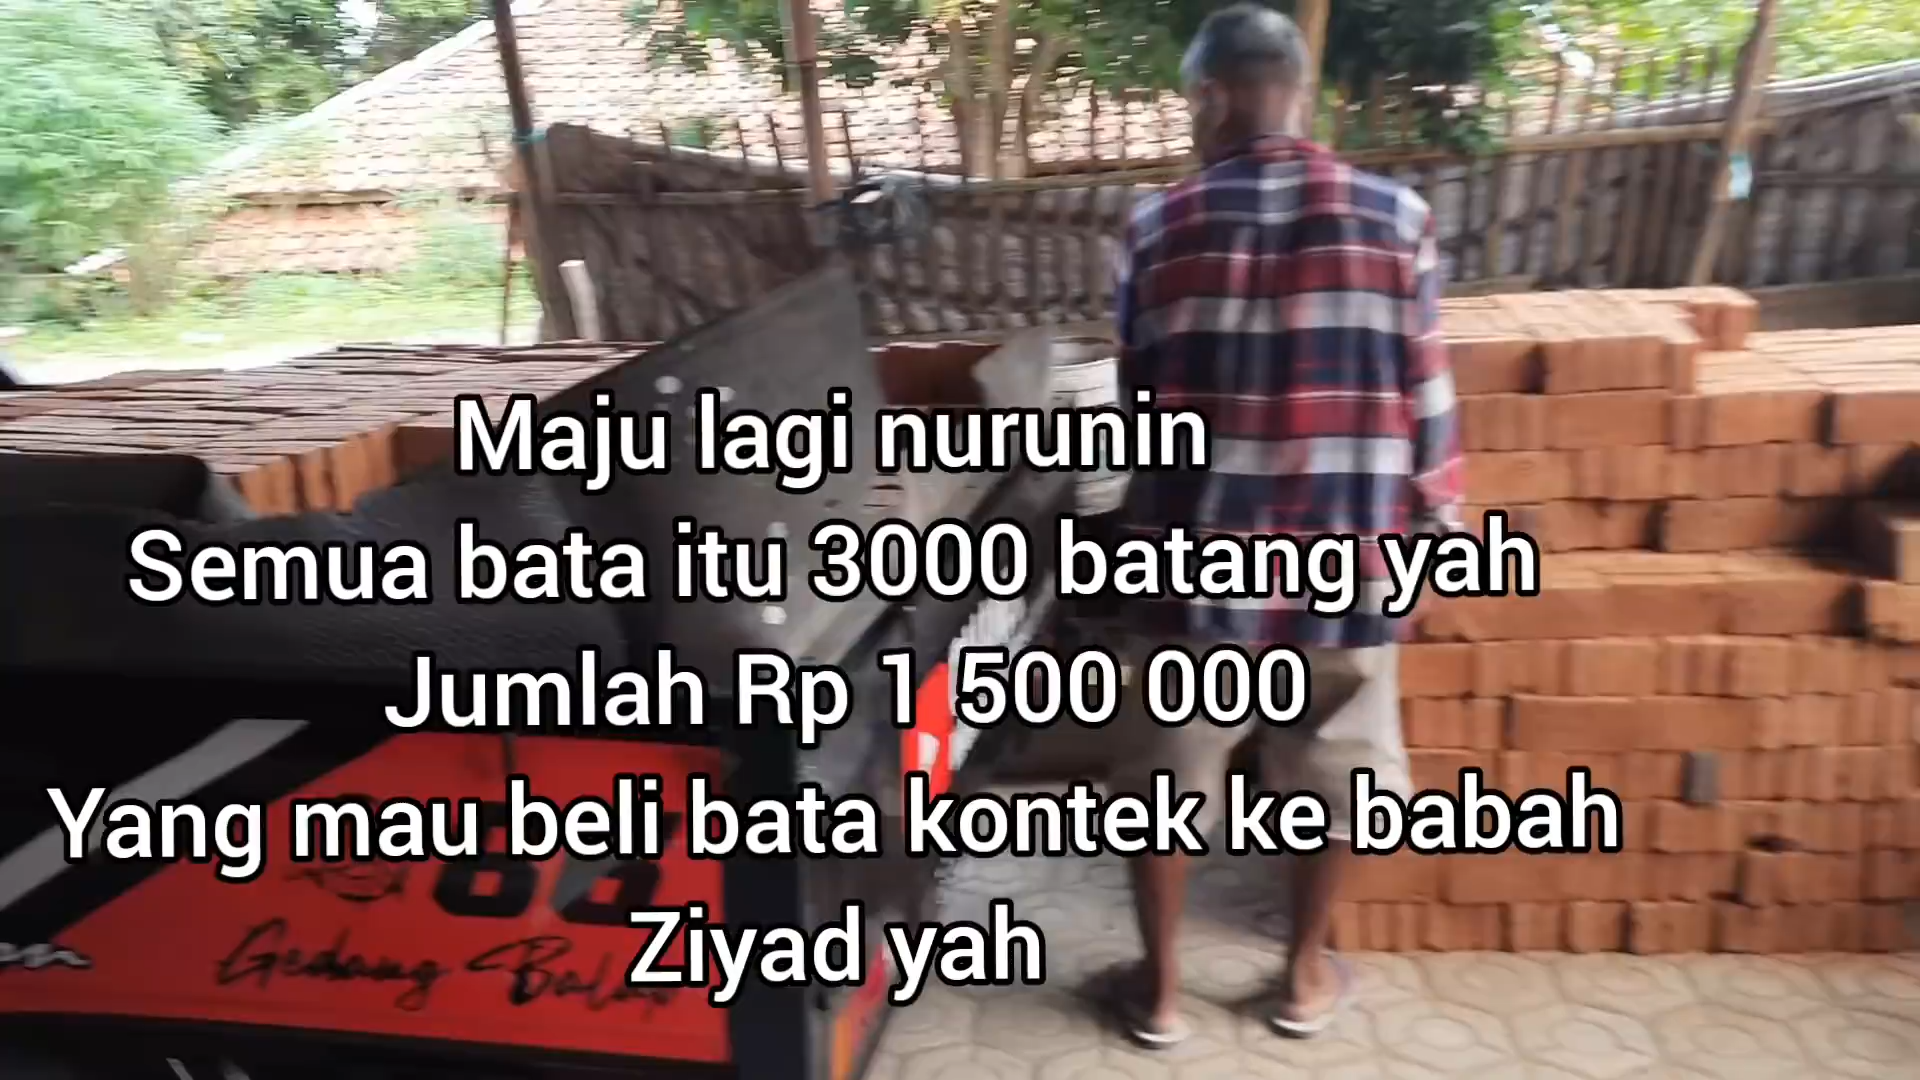 Maju lagi nurunin
Semua bata itu 3000 batang yah
Jumlah Rp 1 500 000
Yang mau beli bata kontek ke babah
Ziyad yah
Gedang